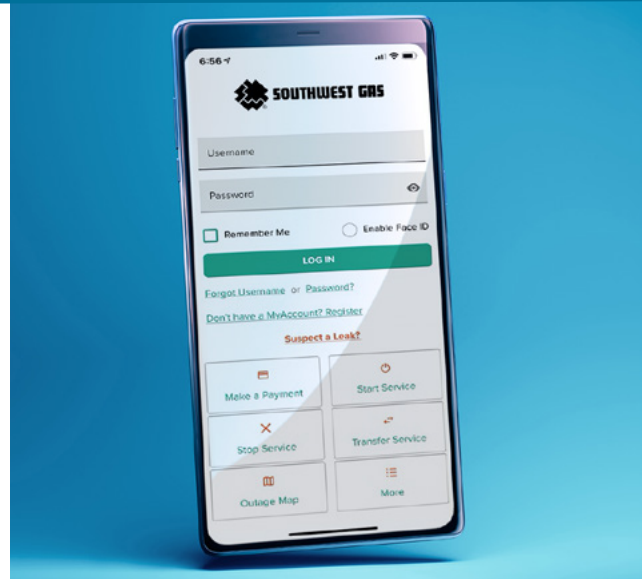 6:56
SOUTHWEST GAS
Username
Password
Remember Me
Enable Face ID
LOG IN
Forgot Username or Password?
Don't have a MyAccount? Register
Suspect a Leak?
Make a Payment
Start Service
Stop Service
Transfer Service
Outage Map
More